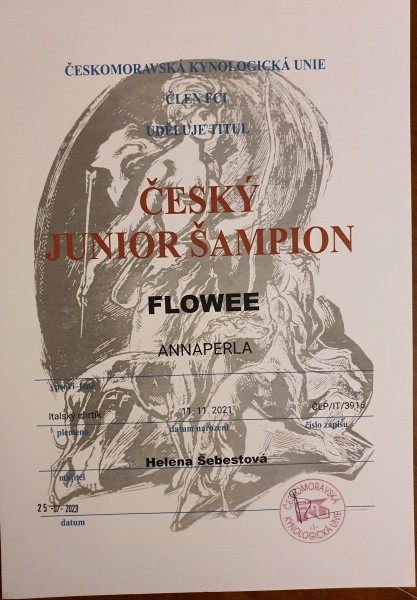 ČESKOMORAVSKÁ KYNOLOGICKÁ UNIE
ČLEN FCI
UDĚLUJE TITUL
ČESKÝ
JUNIOR ŠAMPION
FLOWEE
ANNAPERLA
Italský chrtík 11. 11. 2021 ČLP/IT/3916
plemeno datum narození číslo zápisu
Helena Šebestová
majitel
25 -07- 2023
datum
ČESKOMORAVSKÁ KYNOLOGICKÁ UNIE
-1-